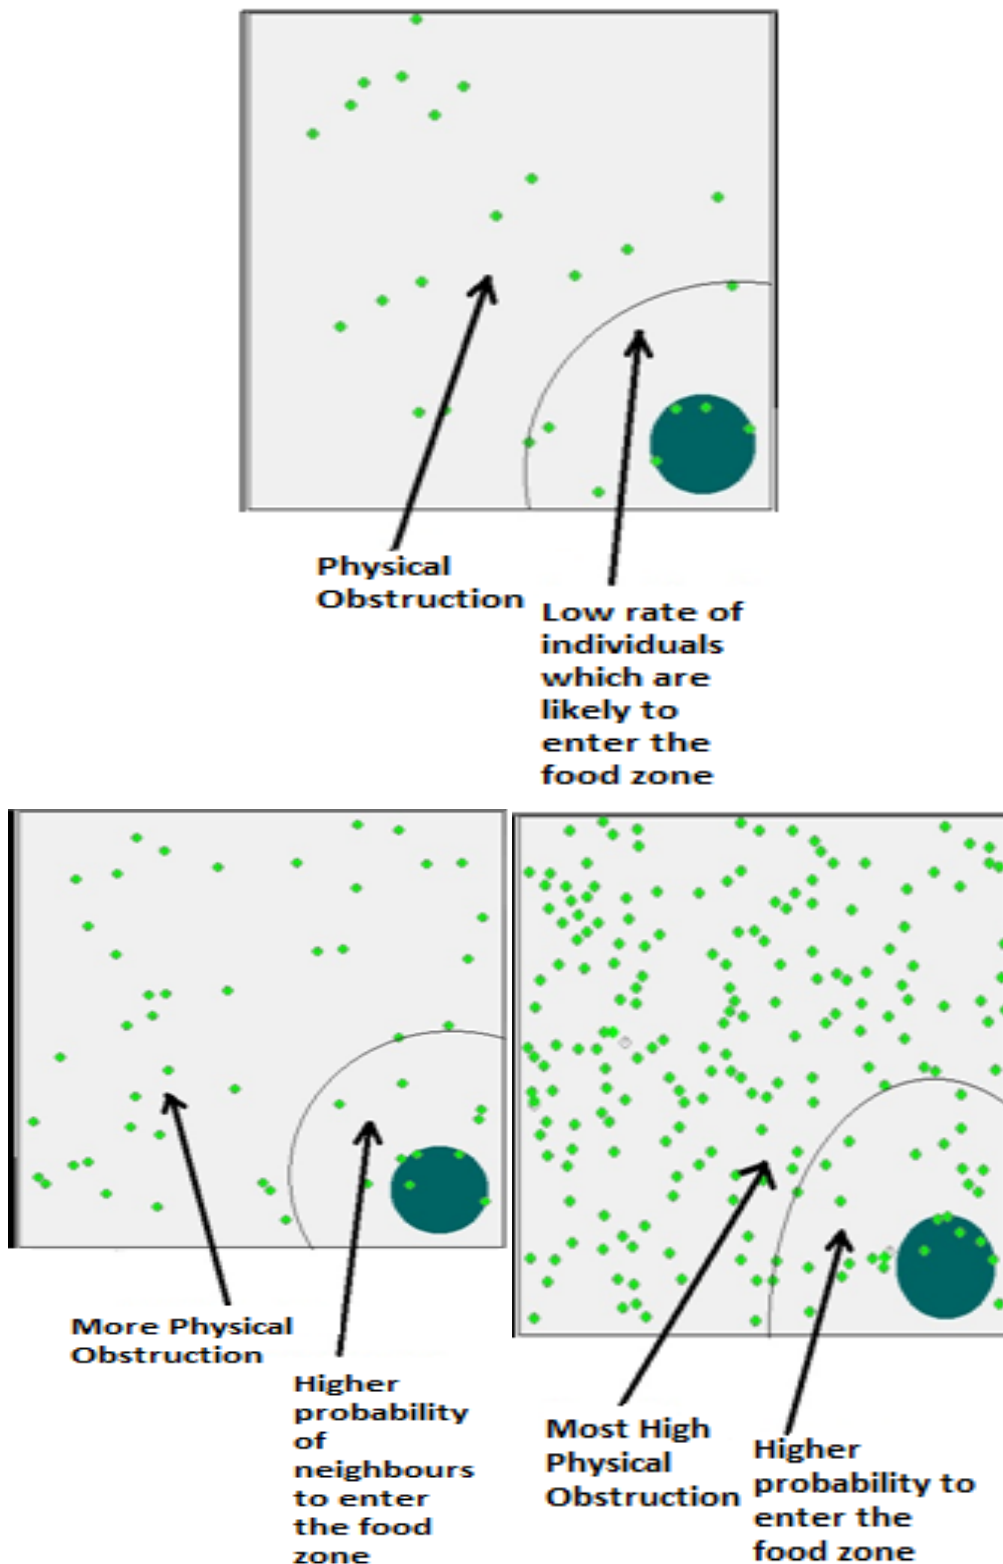 Physical
Obstruction
Low rate of
individuals
which are
likely to
enter the
food zone
More Physical
Obstruction
Higher
probability
of
neighbours
to enter
the food
zone
Most High
Physical
Obstruction
Higher
probability to
enter the
food zone